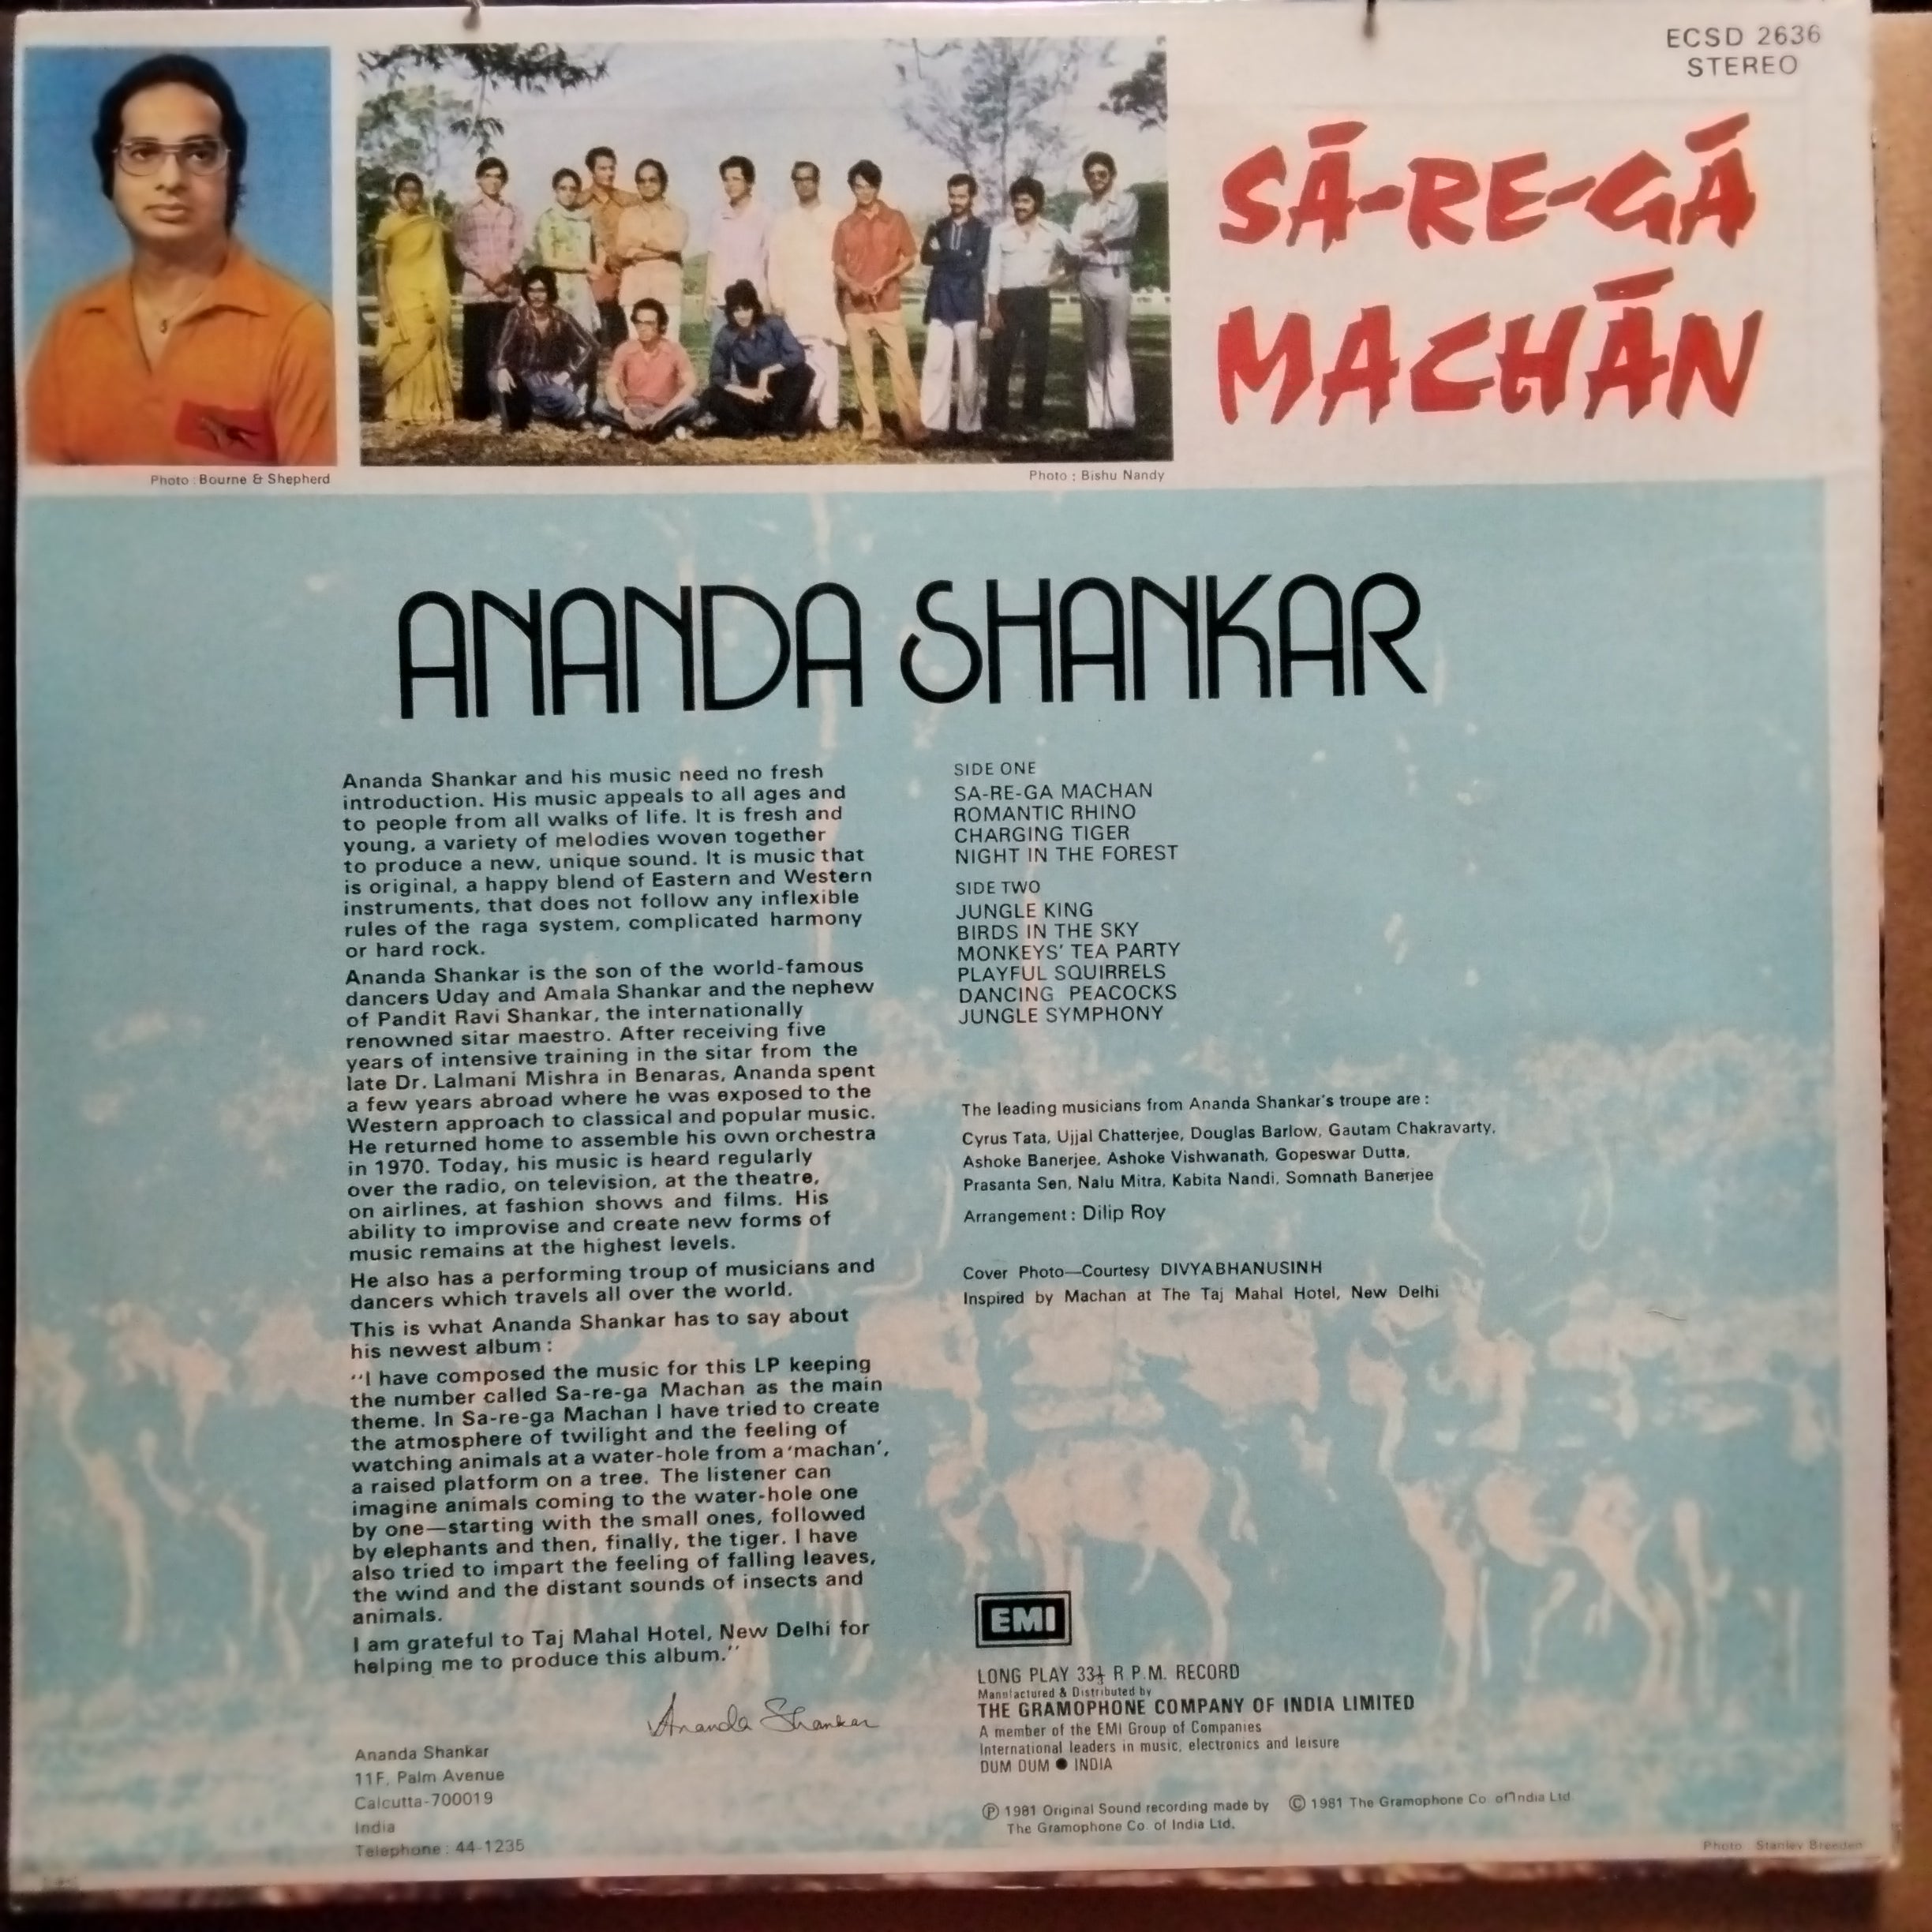 ECSD 2636
STEREO
SĀ-RE-GĀ
MACHĀN
Photo : Bourne & Shepherd
Photo : Bishu Nandy
ANANDA SHANKAR
Ananda Shankar and his music need no fresh
introduction. His music appeals to all ages and
to people from all walks of life. It is fresh and
young, a variety of melodies woven together
to produce a new, unique sound. It is music that
is original, a happy blend of Eastern and Western
instruments, that does not follow any inflexible
rules of the raga system, complicated harmony
or hard rock.
Ananda Shankar is the son of the world-famous
dancers Uday and Amala Shankar and the nephew
of Pandit Ravi Shankar, the internationally
renowned sitar maestro. After receiving five
years of intensive training in the sitar from the
late Dr. Lalmani Mishra in Benaras, Ananda spent
a few years abroad where he was exposed to the
Western approach to classical and popular music.
He returned home to assemble his own orchestra
in 1970. Today, his music is heard regularly
over the radio, on television, at the theatre,
on airlines, at fashion shows and films. His
ability to improvise and create new forms of
music remains at the highest levels.
He also has a performing troup of musicians and
dancers which travels all over the world.
This is what Ananda Shankar has to say about
his newest album :
“I have composed the music for this LP keeping
the number called Sa-re-ga Machan as the main
theme. In Sa-re-ga Machan I have tried to create
the atmosphere of twilight and the feeling of
watching animals at a water-hole from a ‘machan’,
a raised platform on a tree. The listener can
imagine animals coming to the water-hole one
by one—starting with the small ones, followed
by elephants and then, finally, the tiger. I have
also tried to impart the feeling of falling leaves,
the wind and the distant sounds of insects and
animals.
I am grateful to Taj Mahal Hotel, New Delhi for
helping me to produce this album.”
Ananda Shankar
Ananda Shankar
11F, Palm Avenue
Calcutta-700019
India
Telephone : 44-1235
SIDE ONE
SA-RE-GA MACHAN
ROMANTIC RHINO
CHARGING TIGER
NIGHT IN THE FOREST
SIDE TWO
JUNGLE KING
BIRDS IN THE SKY
MONKEYS’ TEA PARTY
PLAYFUL SQUIRRELS
DANCING PEACOCKS
JUNGLE SYMPHONY
The leading musicians from Ananda Shankar’s troupe are :
Cyrus Tata, Ujjal Chatterjee, Douglas Barlow, Gautam Chakravarty,
Ashoke Banerjee, Ashoke Vishwanath, Gopeswar Dutta,
Prasanta Sen, Nalu Mitra, Kabita Nandi, Somnath Banerjee
Arrangement : Dilip Roy
Cover Photo—Courtesy DIVYABHANUSINH
Inspired by Machan at The Taj Mahal Hotel, New Delhi
EMI
LONG PLAY 33⅓ R.P.M. RECORD
Manufactured & Distributed by
THE GRAMOPHONE COMPANY OF INDIA LIMITED
A member of the EMI Group of Companies
International leaders in music, electronics and leisure
DUM DUM ● INDIA
Ⓟ 1981 Original Sound recording made by © 1981 The Gramophone Co. of India Ltd.
The Gramophone Co. of India Ltd.
Photo : Stanley Breeden